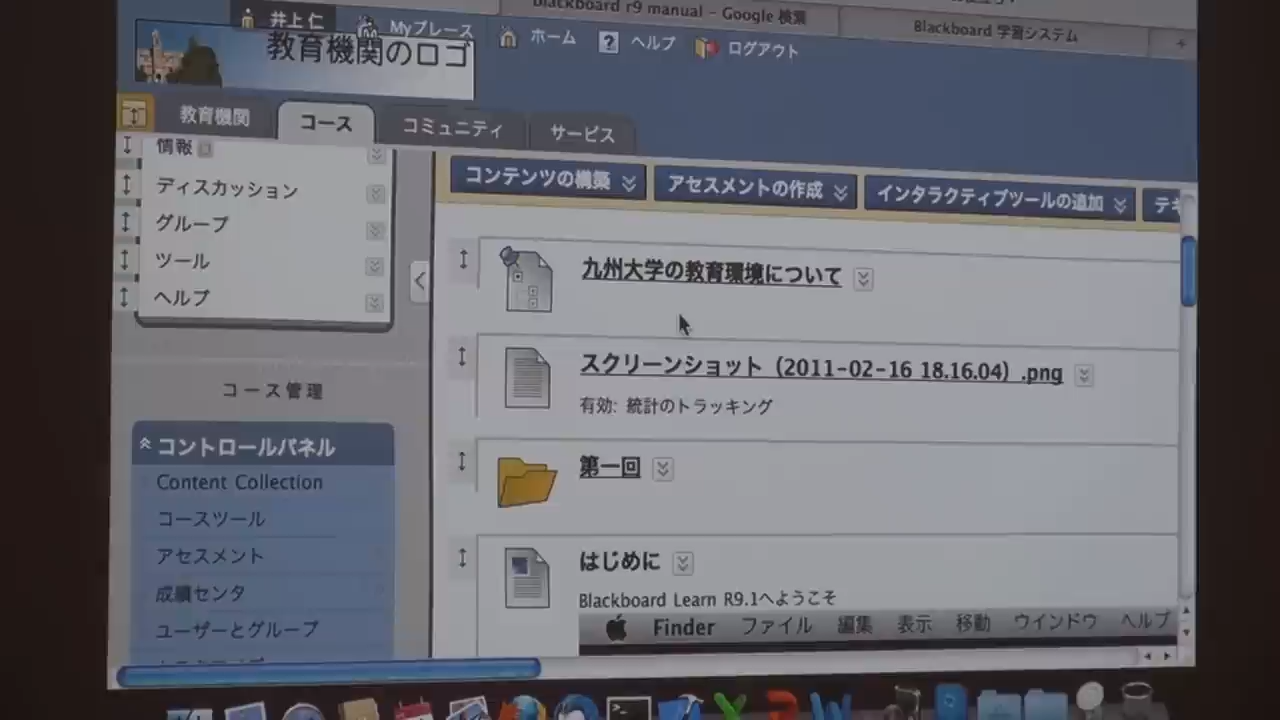 Blackboard r9 manual – Google 検索
Blackboard 学習システム
井上 仁
Myプレース
ホーム
ヘルプ
ログアウト
教育機関のロゴ
教育機関
コース
コミュニティ
サービス
情報
ディスカッション
グループ
ツール
ヘルプ
コース管理
コントロールパネル
Content Collection
コースツール
アセスメント
成績センタ
ユーザーとグループ
コンテンツの構築
アセスメントの作成
インタラクティブツールの追加
テキ
九州大学の教育環境について
スクリーンショット（2011-02-16 18.16.04）.png
有効: 統計のトラッキング
第一回
はじめに
Blackboard Learn R9.1へようこそ
Finder ファイル 編集 表示 移動 ウインドウ ヘルプ